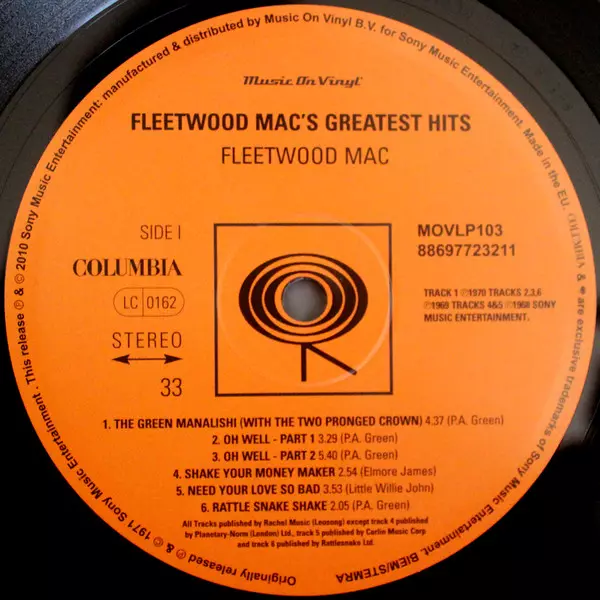 manufactured & distributed by Music On Vinyl B.V. for Sony Music Entertainment. Made in the EU. COLUMBIA & are exclusive trademarks of Sony Music Entertainment. BIEM/STEMRA
Music On Vinyl
FLEETWOOD MAC'S GREATEST HITS
FLEETWOOD MAC
SIDE I
COLUMBIA
LC 0162
STEREO
33
MOVLP103
88697723211
TRACK 1 ℗1970 TRACKS 2,3,6
℗1969 TRACKS 4&5 ℗1968 SONY
MUSIC ENTERTAINMENT.
1. THE GREEN MANALISHI (WITH THE TWO PRONGED CROWN) 4.37 (P.A. Green)
2. OH WELL - PART 1 3.29 (P.A. Green)
3. OH WELL - PART 2 5.40 (P.A. Green)
4. SHAKE YOUR MONEY MAKER 2.54 (Elmore James)
5. NEED YOUR LOVE SO BAD 3.53 (Little Willie John)
6. RATTLE SNAKE SHAKE 2.05 (P.A. Green)
All Tracks published by Rachel Music (Leosong) except track 4 published
by Planetary-Norm (London) Ltd., track 5 published by Carlin Music Corp
and track 6 published by Rattlesnake Ltd.
Originally released ℗ 1971 Sony Music Entertainment . This release ℗ & © 2010 Sony Music Entertainment: